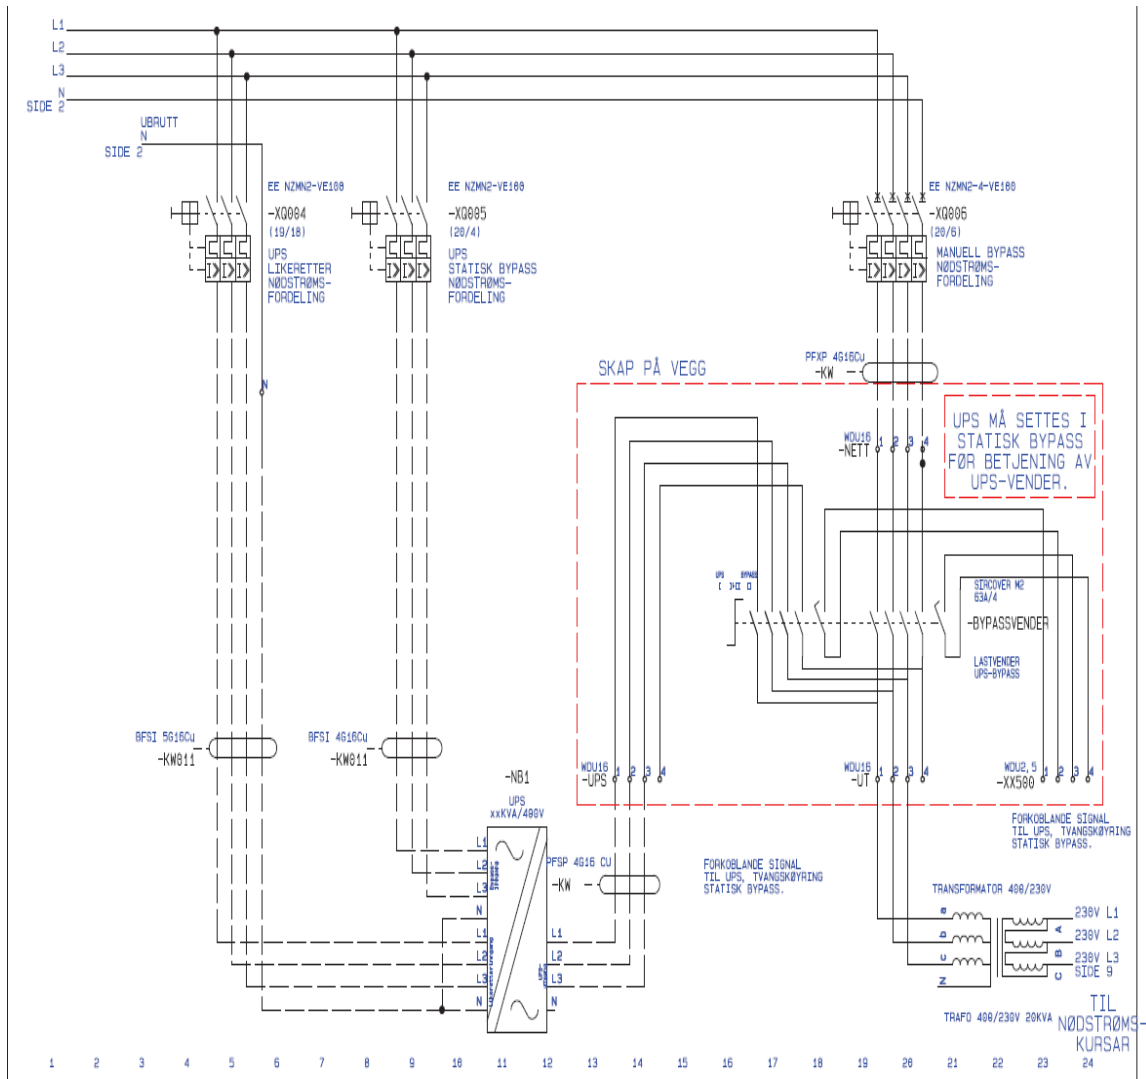 L1
L2
L3
N
SIDE 2
UBRUTT
N
SIDE 2
EE NZMN2-VE100
-XQ004
(19/18)
UPS
LIKERETTER
NØDSTRØMS-
FORDELING
EE NZMN2-VE100
-XQ005
(20/4)
UPS
STATISK BYPASS
NØDSTRØMS-
FORDELING
EE NZMN2-4-VE100
-XQ006
(20/6)
MANUELL BYPASS
NØDSTRØMS-
FORDELING
I> I> I>
I> I> I>
I> I> I> I>
N
PFXP 4G16Cu
-KW
SKAP PÅ VEGG
WDU16
-NETT
1 2 3 4
UPS MÅ SETTES I
STATISK BYPASS
FØR BETJENING AV
UPS-VENDER.
UPS BYPASS
SIRCOVER M2
63A/4
-BYPASSVENDER
LASTVENDER
UPS-BYPASS
BFSI 5G16Cu
-KW011
BFSI 4G16Cu
-KW011
WDU16
-UPS
1 2 3 4
WDU16
-UT
1 2 3 4
WDU2,5
-XX500
1 2 3 4
-NB1
UPS
xxKVA/400V
L1
L2
L3
N
L1
L2
L3
N
L1
L2
L3
N
PFSP 4G16 CU
-KW
FORKOBLANDE SIGNAL
TIL UPS, TVANGSKØYRING
STATISK BYPASS.
FORKOBLANDE SIGNAL
TIL UPS, TVANGSKØYRING
STATISK BYPASS.
TRANSFORMATOR 400/230V
a
b
c
N
A
B
C
230V L1
230V L2
230V L3
SIDE 9
TRAFO 400/230V 20KVA
TIL
NØDSTRØMS-
KURSAR
1 2 3 4 5 6 7 8 9 10 11 12 13 14 15 16 17 18 19 20 21 22 23 24